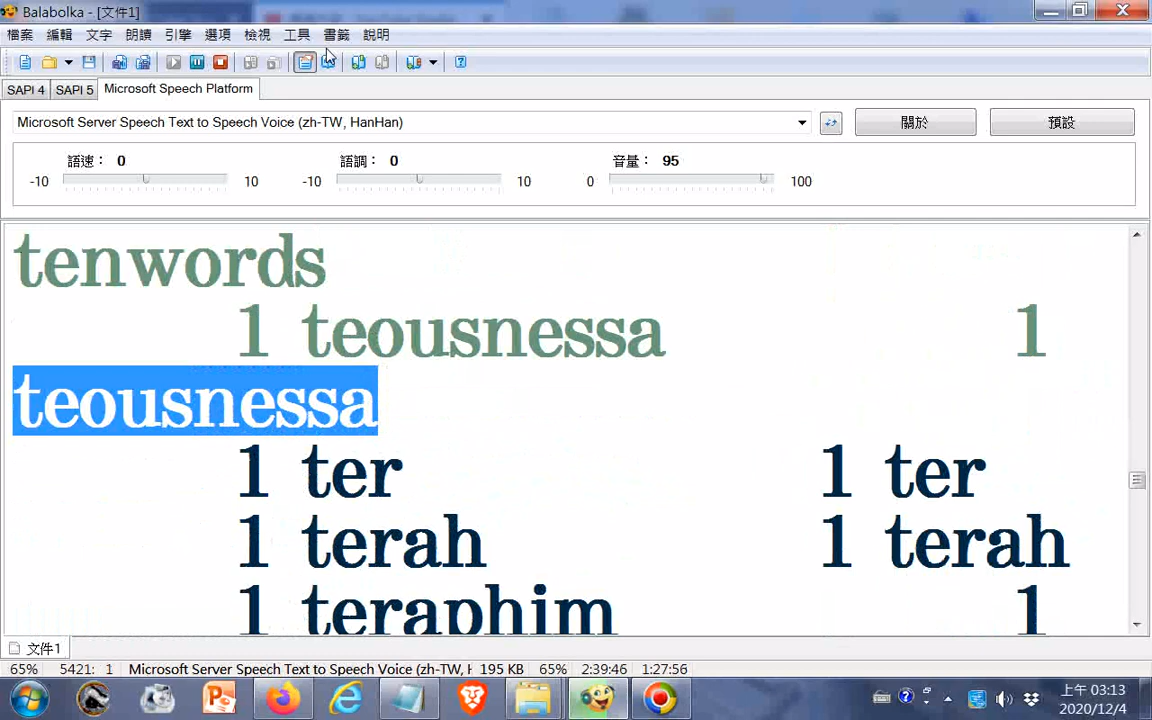 Balabolka - [文件1]
檔案 編輯 文字 朗讀 引擎 選項 檢視 工具 書籤 說明
SAPI 4 SAPI 5 Microsoft Speech Platform
Microsoft Server Speech Text to Speech Voice (zh-TW, HanHan) 關於 預設
語速： 0 語調： 0 音量： 95
-10 10 -10 10 0 100
tenwords
1 teousnessa 1
teousnessa
1 ter 1 ter
1 terah 1 terah
1 teraphim 1
文件1
65% 5421: 1 Microsoft Server Speech Text to Speech Voice (zh-TW, 195 KB 65% 2:39:46 1:27:56
上午 03:13
2020/12/4